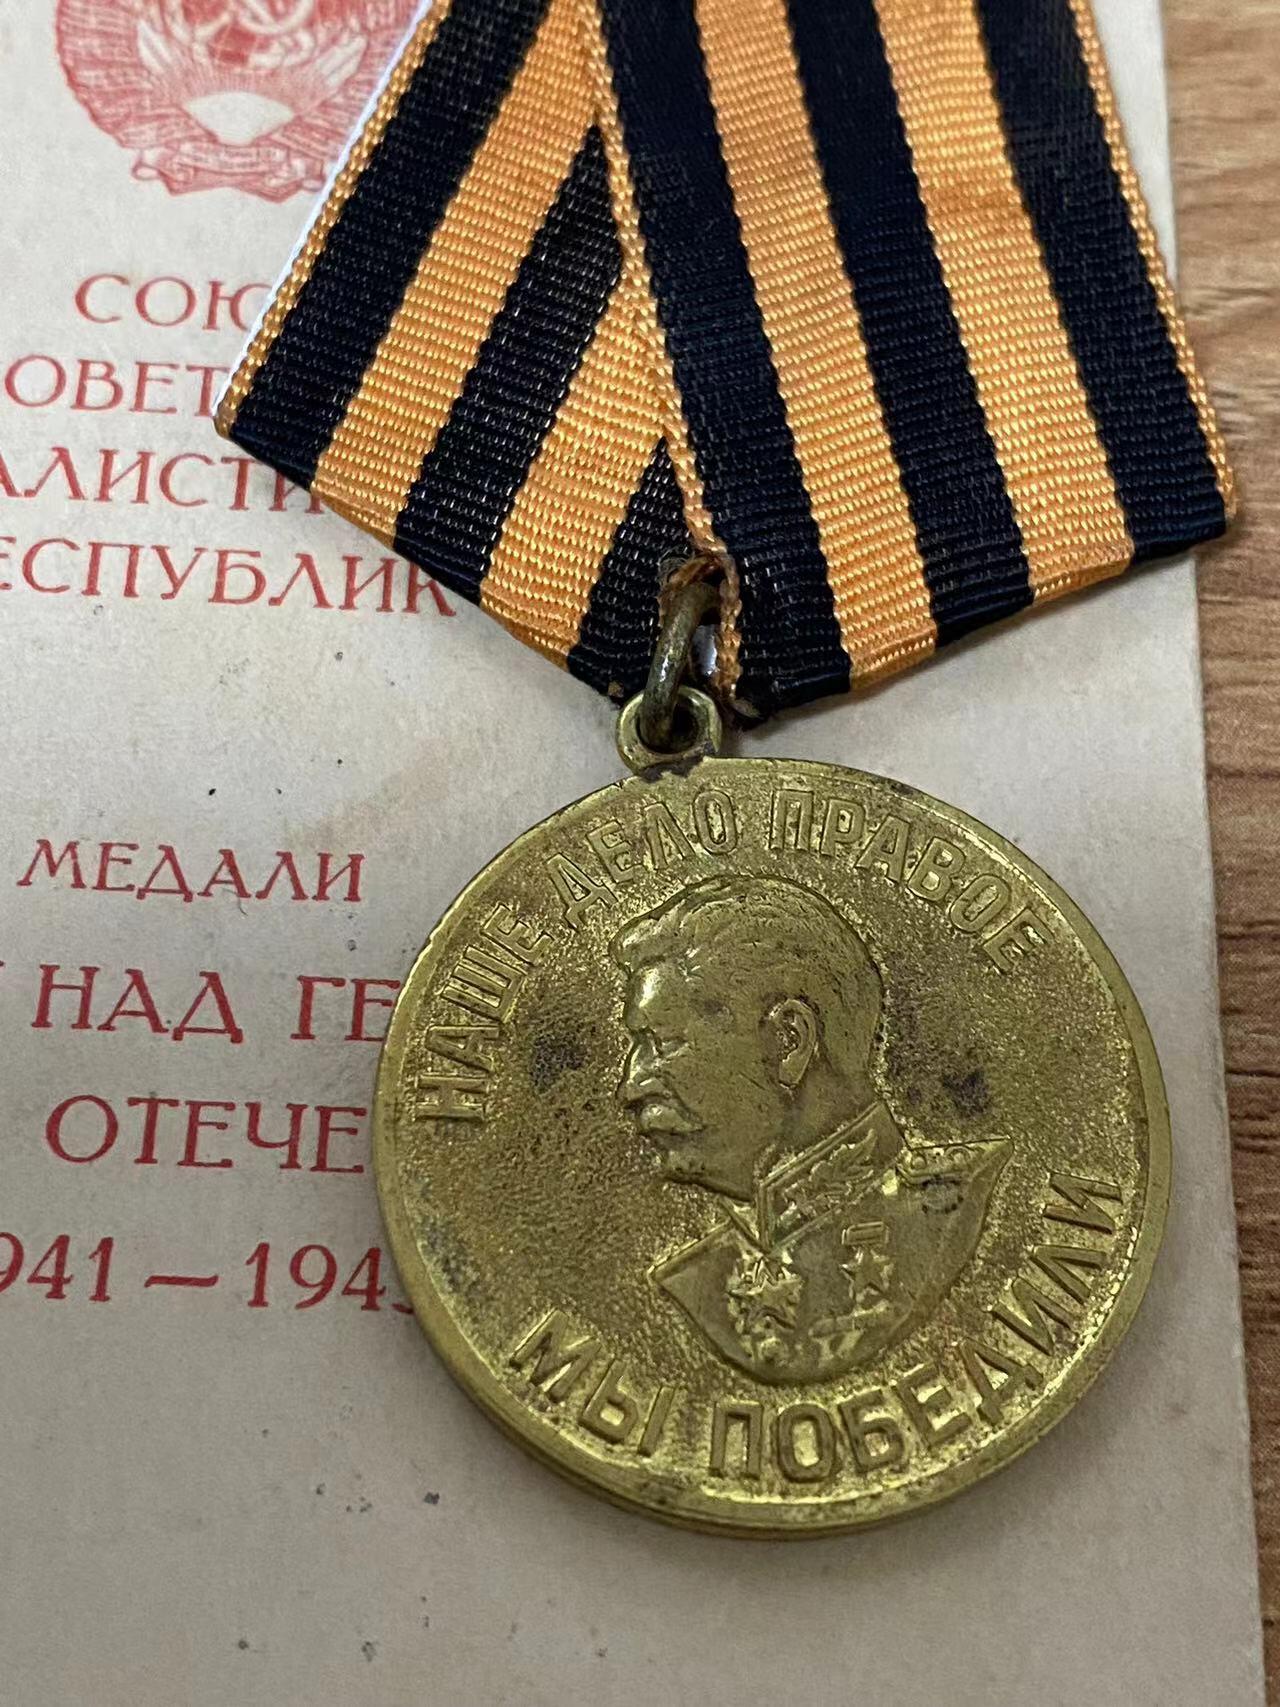 СОЮ
ОВЕТ
АЛИСТИ
ЕСПУБЛИК
МЕДАЛИ
НАД ГЕ
ОТЕЧЕ
941 — 194
НАШЕ ДЕЛО ПРАВОЕ
МЫ ПОБЕДИЛИ